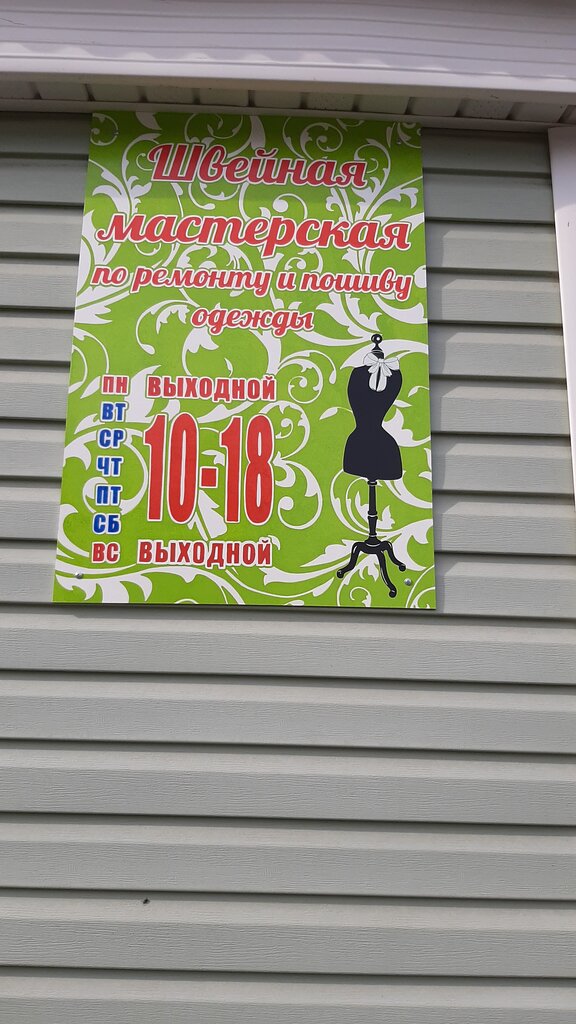 Швейная
мастерская
по ремонту и пошиву
одежды
ПН ВЫХОДНОЙ
ВТ
СР
ЧТ 10-18
ПТ
СБ
ВС ВЫХОДНОЙ